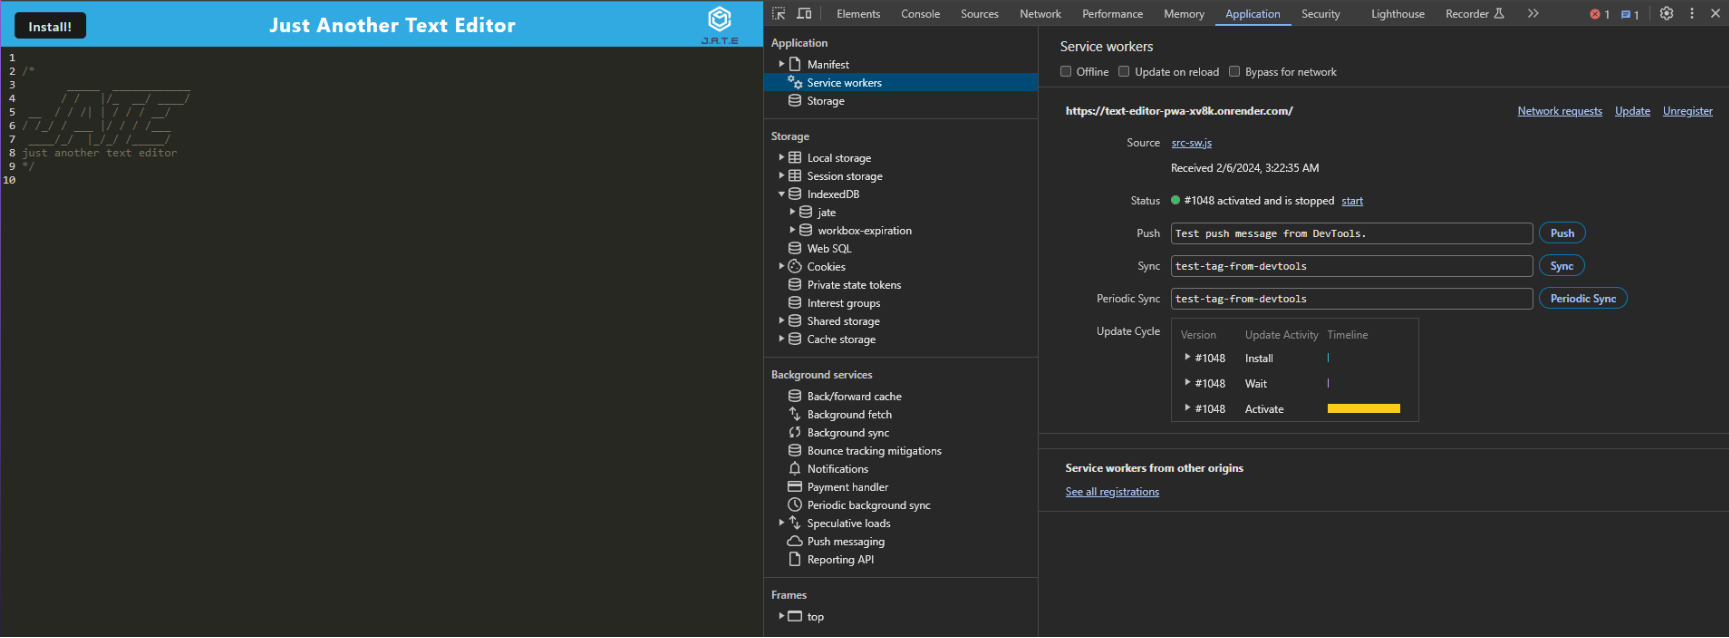 Install!
Just Another Text Editor
J.A.T.E
1
2 /*
3
4
5
6
7
8 just another text editor
9 */
10
Elements Console Sources Network Performance Memory Application Security Lighthouse Recorder 1 1
Application
Manifest
Service workers
Storage
Storage
Local storage
Session storage
IndexedDB
jate
workbox-expiration
Web SQL
Cookies
Private state tokens
Interest groups
Shared storage
Cache storage
Background services
Back/forward cache
Background fetch
Background sync
Bounce tracking mitigations
Notifications
Payment handler
Periodic background sync
Speculative loads
Push messaging
Reporting API
Frames
top
Service workers
Offline Update on reload Bypass for network
https://text-editor-pwa-xv8k.onrender.com/ Network requests Update Unregister
Source src-sw.js
Received 2/6/2024, 3:22:35 AM
Status #1048 activated and is stopped start
Push Test push message from DevTools. Push
Sync test-tag-from-devtools Sync
Periodic Sync test-tag-from-devtools Periodic Sync
Update Cycle Version Update Activity Timeline
#1048 Install
#1048 Wait
#1048 Activate
Service workers from other origins
See all registrations